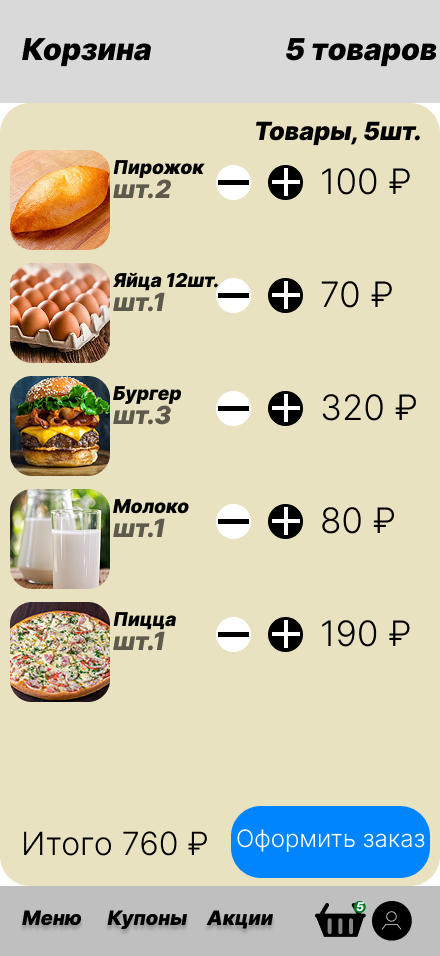 Корзина 5 товаров
Товары, 5шт.
Пирожок
шт.2
100 ₽
Яйца 12шт.
шт.1
70 ₽
Бургер
шт.3
320 ₽
Молоко
шт.1
80 ₽
Пицца
шт.1
190 ₽
Итого 760 ₽
Оформить заказ
Меню Купоны Акции 5